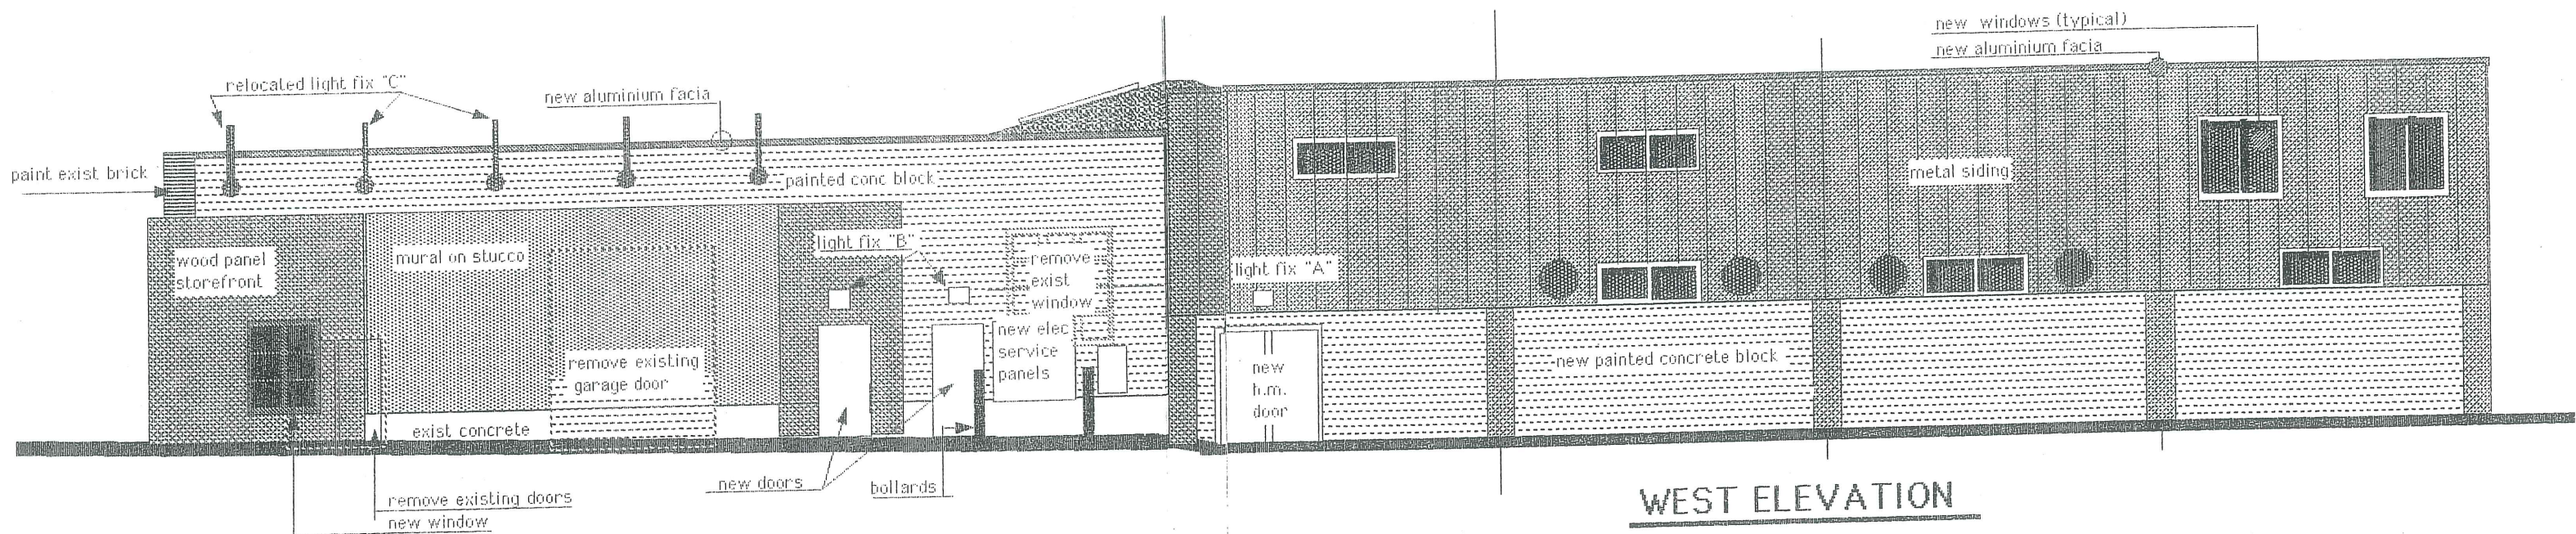 new windows (typical)
new aluminium facia
relocated light fix "C"
new aluminium facia
paint exist brick
painted conc block
metal siding
wood panel
storefront
mural on stucco
light fix "B"
remove
exist
window
light fix "A"
new elec
service
panels
remove existing
garage door
new
h.m.
door
new painted concrete block
exist concrete
new doors
bollards
remove existing doors
new window
WEST ELEVATION